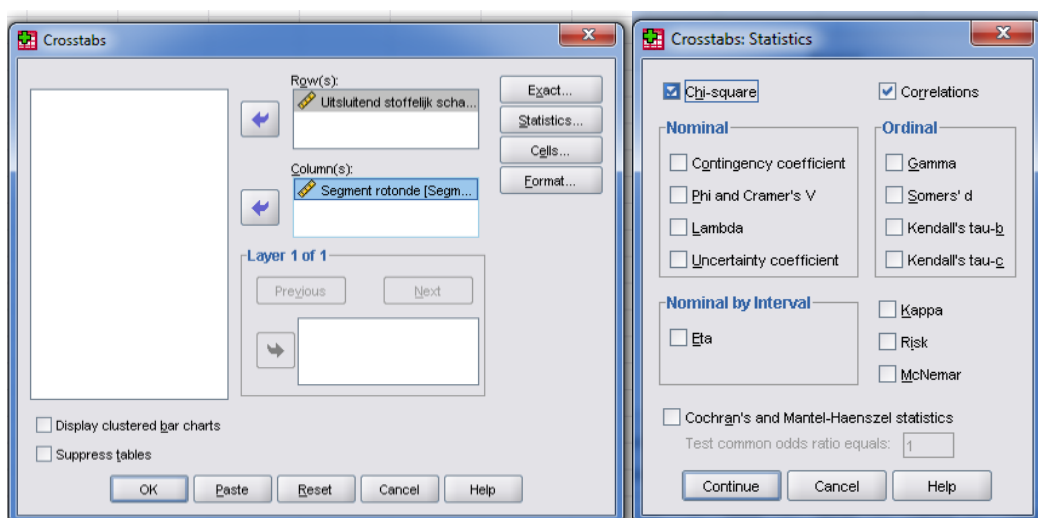 Crosstabs
Row(s):
Uitsluitend stoffelijk scha...
Column(s):
Segment rotonde [Segm...
Layer 1 of 1
Previous
Next
Exact...
Statistics...
Cells...
Format...
Display clustered bar charts
Suppress tables
OK
Paste
Reset
Cancel
Help
Crosstabs: Statistics
Chi-square
Correlations
Nominal
Contingency coefficient
Phi and Cramer's V
Lambda
Uncertainty coefficient
Ordinal
Gamma
Somers' d
Kendall's tau-b
Kendall's tau-c
Nominal by Interval
Eta
Kappa
Risk
McNemar
Cochran's and Mantel-Haenszel statistics
Test common odds ratio equals: 1
Continue
Cancel
Help